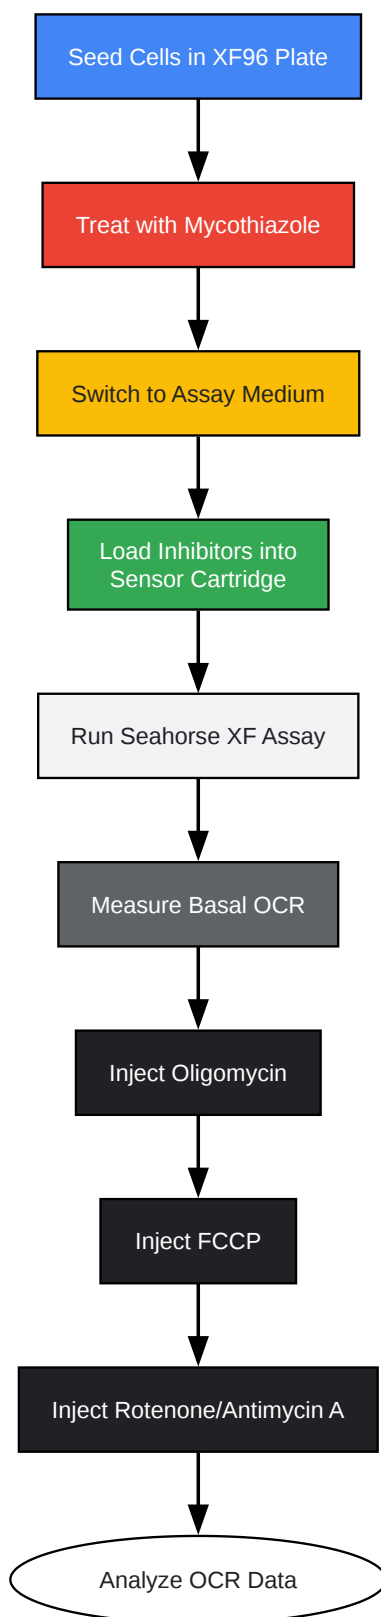 Seed Cells in XF96 Plate
Treat with Mycothiazole
Switch to Assay Medium
Load Inhibitors into
Sensor Cartridge
Run Seahorse XF Assay
Measure Basal OCR
Inject Oligomycin
Inject FCCP
Inject Rotenone/Antimycin A
Analyze OCR Data